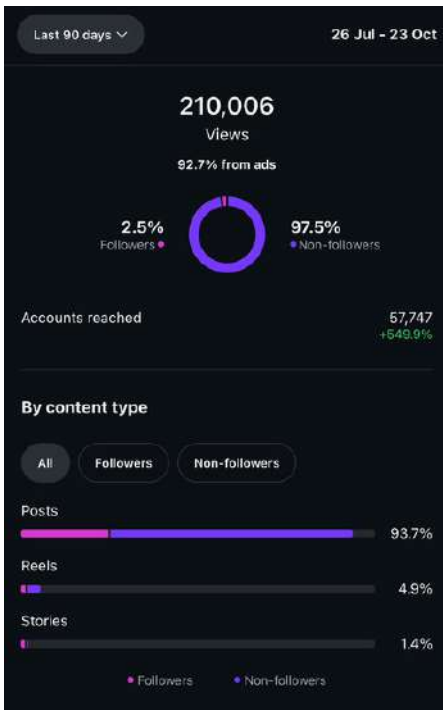 Last 90 days
26 Jul - 23 Oct
210,006
Views
92.7% from ads
2.5%
Followers
97.5%
Non-followers
Accounts reached
57,747
+549.9%
By content type
All
Followers
Non-followers
Posts
93.7%
Reels
4.9%
Stories
1.4%
Followers
Non-followers